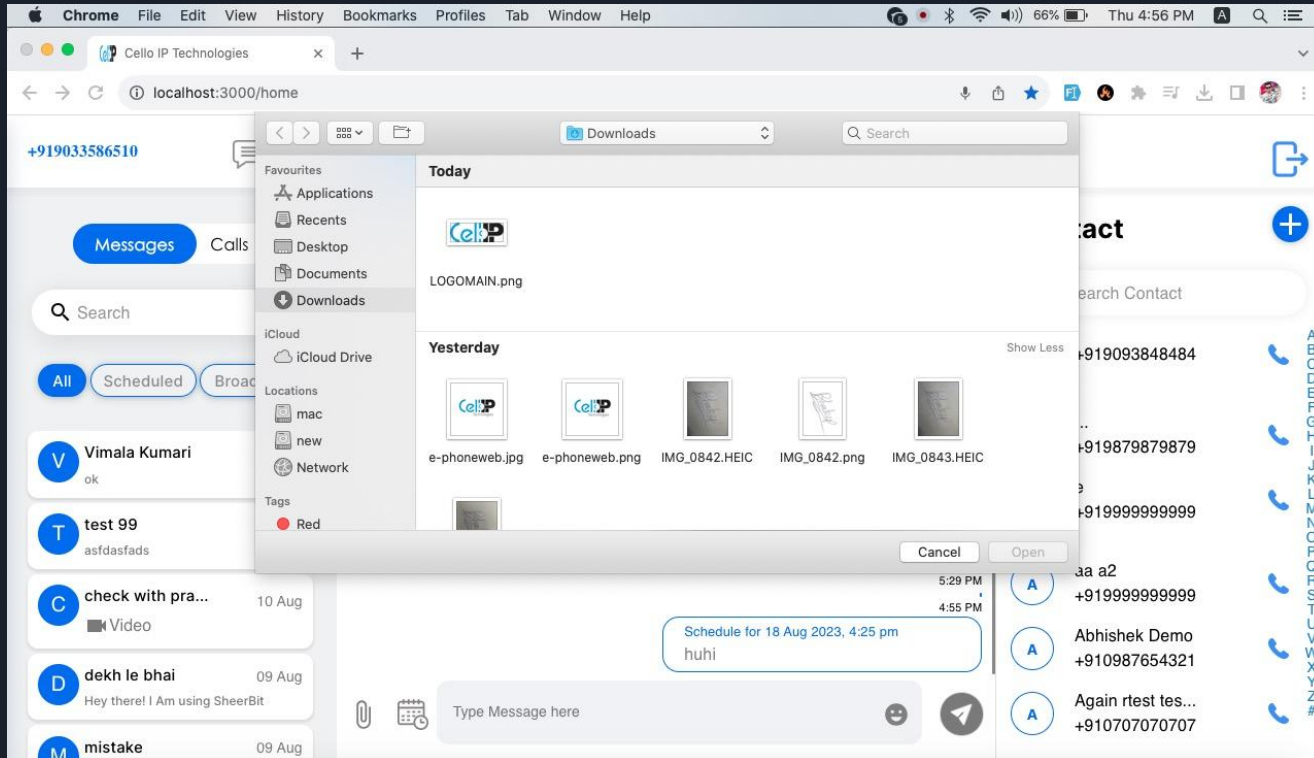 Chrome File Edit View History Bookmarks Profiles Tab Window Help 66% Thu 4:56 PM A
Cello IP Technologies
localhost:3000/home
Downloads
Search
+919033586510
Favourites
Applications
Recents
Desktop
Documents
Downloads
iCloud
iCloud Drive
Locations
mac
new
Network
Tags
Red
Today
LOGOMAIN.png
Yesterday
Show Less
e-phoneweb.jpg e-phoneweb.png IMG_0842.HEIC IMG_0842.png IMG_0843.HEIC
Cancel Open
Messages Calls
Search
All Scheduled Broad
V Vimala Kumari
ok
T test 99
asfdasfads
C check with pra... 10 Aug
Video
D dekh le bhai 09 Aug
Hey there! I Am using SheerBit
M mistake 09 Aug
5:29 PM
4:55 PM
Schedule for 18 Aug 2023, 4:25 pm
huhi
Type Message here
tact
earch Contact
+919093848484
..
+919879879879
e
+919999999999
A aa a2
+919999999999
A Abhishek Demo
+910987654321
A Again rtest tes...
+910707070707
A
B
C
D
E
F
G
H
I
J
K
L
M
N
O
P
Q
R
S
T
U
V
W
X
Y
Z
#